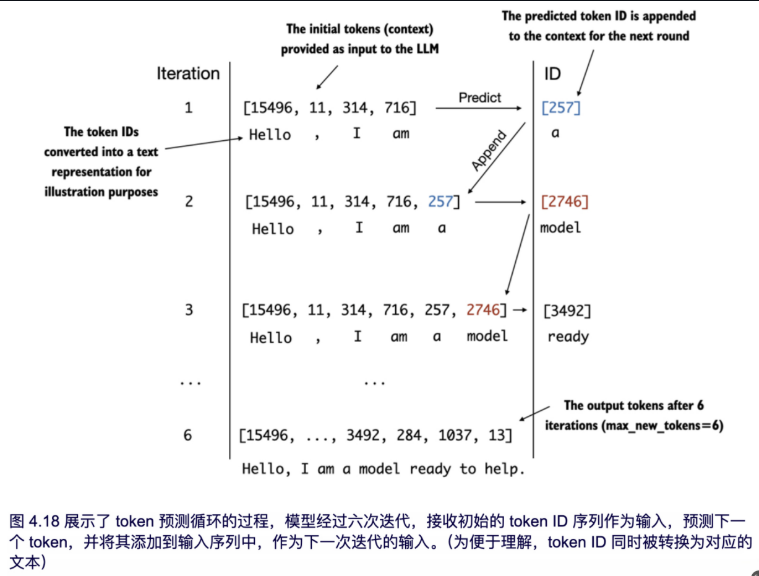 The initial tokens (context)
provided as input to the LLM
The predicted token ID is appended
to the context for the next round
Iteration
ID
1
[15496, 11, 314, 716]
Predict
[257]
Hello , I am
a
The token IDs
converted into a text
representation for
illustration purposes
Append
2
[15496, 11, 314, 716, 257]
[2746]
Hello , I am a
model
3
[15496, 11, 314, 716, 257, 2746]
[3492]
Hello , I am a model
ready
...
...
The output tokens after 6
iterations (max_new_tokens=6)
6
[15496, ..., 3492, 284, 1037, 13]
Hello, I am a model ready to help.
图 4.18 展示了 token 预测循环的过程，模型经过六次迭代，接收初始的 token ID 序列作为输入，预测下一
个 token，并将其添加到输入序列中，作为下一次迭代的输入。（为便于理解，token ID 同时被转换为对应的
文本）